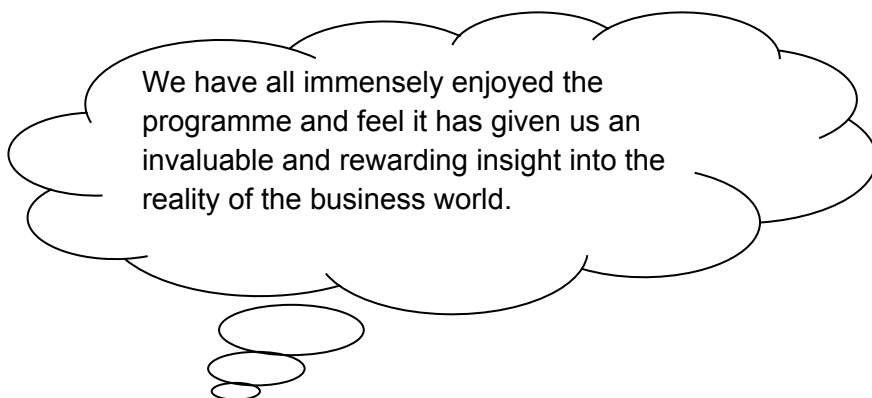 We have all immensely enjoyed the
programme and feel it has given us an
invaluable and rewarding insight into the
reality of the business world.